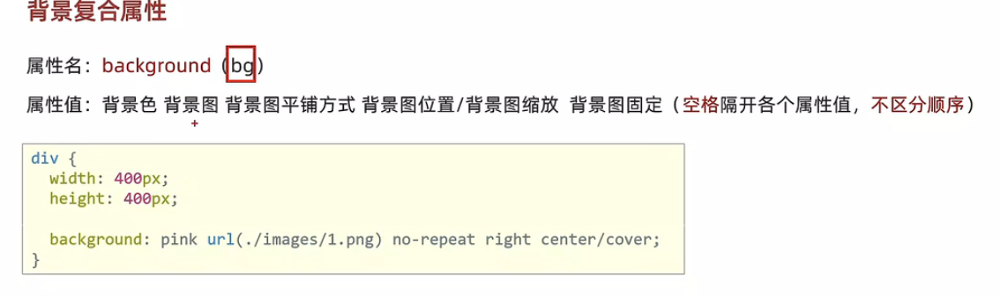 背景复合属性
属性名：background（bg）
属性值：背景色 背景图 背景图平铺方式 背景图位置/背景图缩放 背景图固定（空格隔开各个属性值，不区分顺序）
div {
  width: 400px;
  height: 400px;
  background: pink url(./images/1.png) no-repeat right center/cover;
}